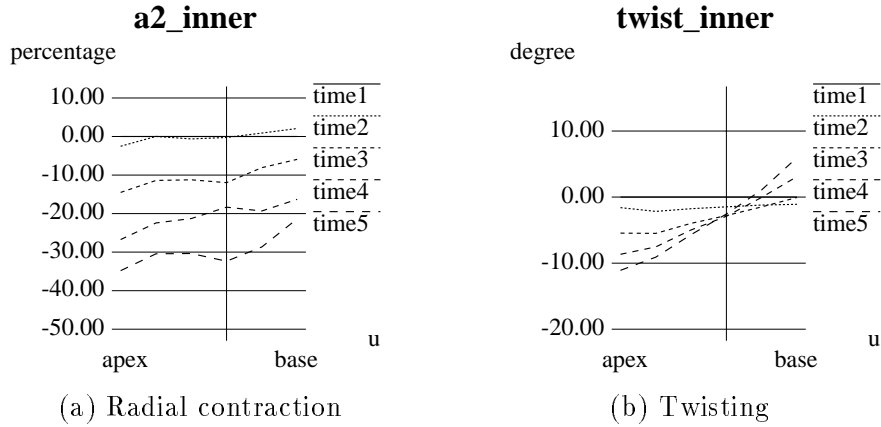 a2_inner
percentage
10.00
0.00
-10.00
-20.00
-30.00
-40.00
-50.00
apex
base
u
time1
time2
time3
time4
time5
(a) Radial contraction
twist_inner
degree
10.00
0.00
-10.00
-20.00
apex
base
u
time1
time2
time3
time4
time5
(b) Twisting